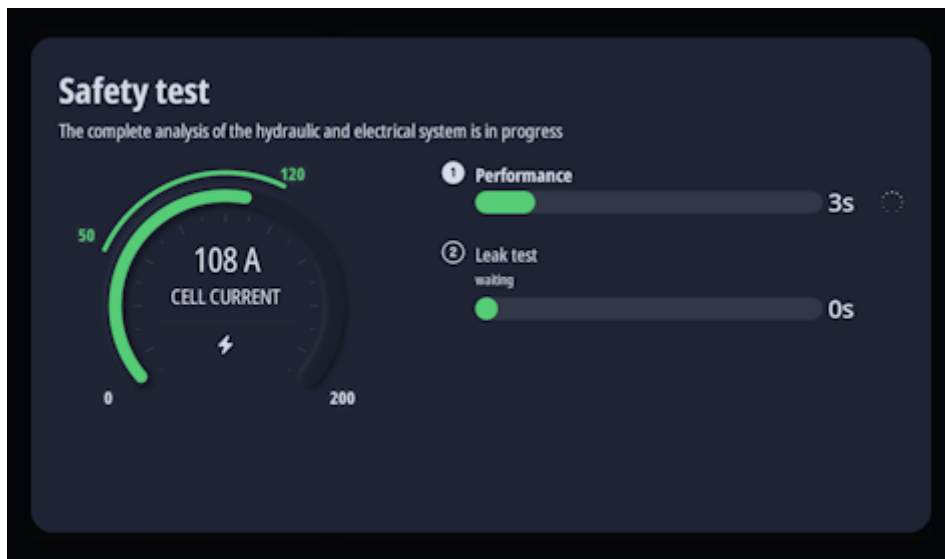 Safety test
The complete analysis of the hydraulic and electrical system is in progress
120
50
108 A
CELL CURRENT
0
200
1 Performance
3s
2 Leak test
waiting
0s